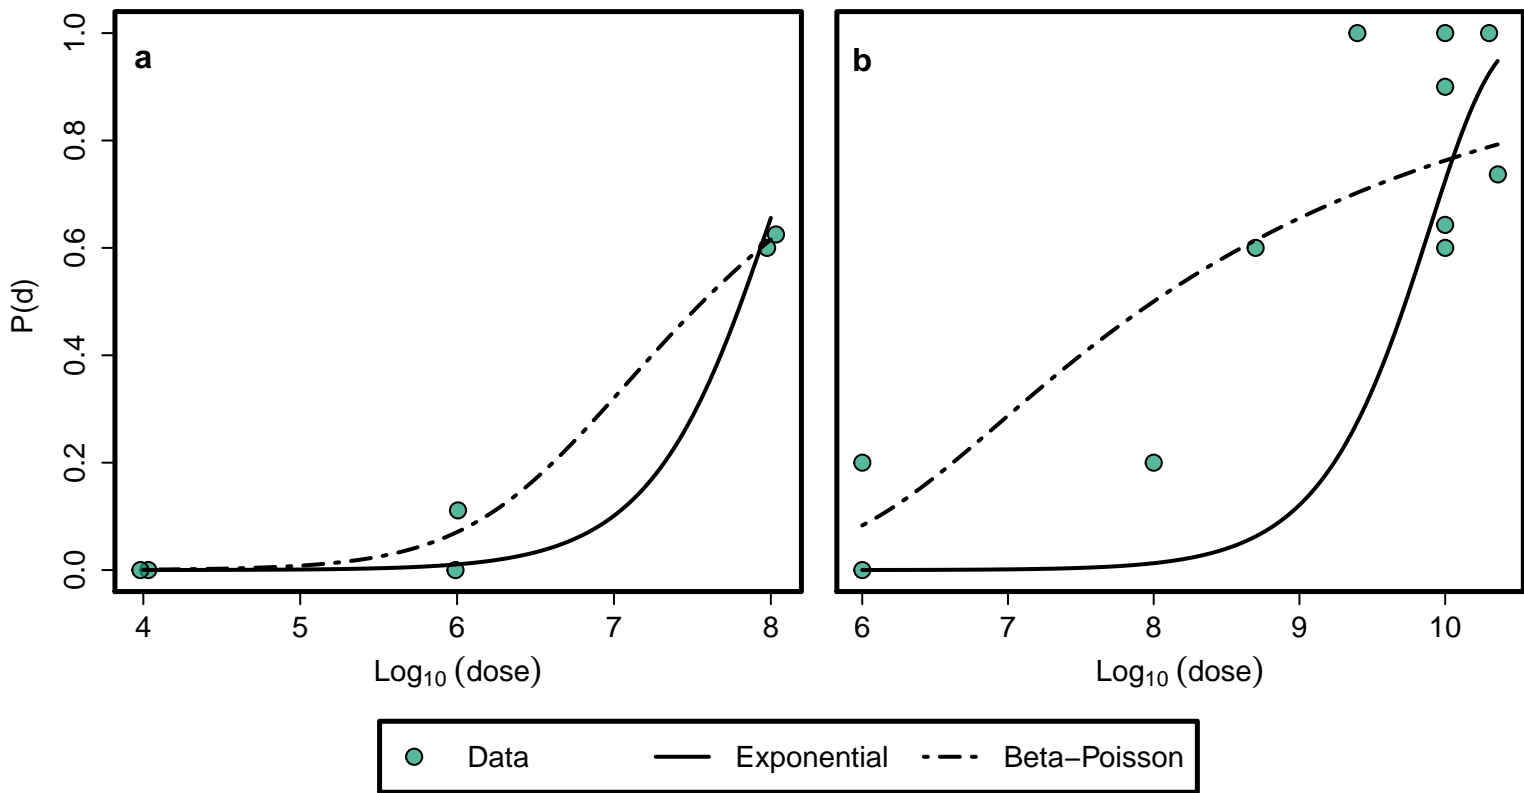 a
b
P(d)
0.0 0.2 0.4 0.6 0.8 1.0
4 5 6 7 8
6 7 8 9 10
Log₁₀ (dose)
Log₁₀ (dose)
Data Exponential Beta−Poisson